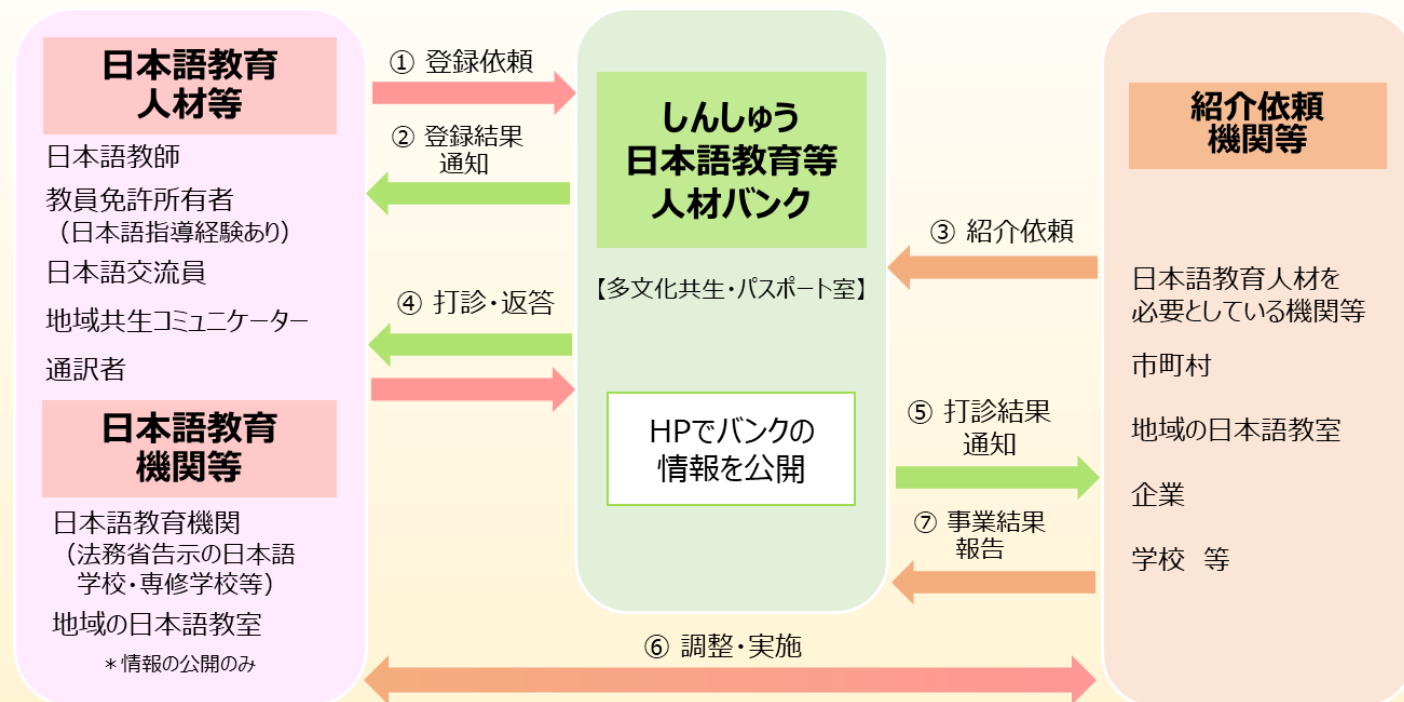 日本語教育
人材等
日本語教師
教員免許所有者
（日本語指導経験あり）
日本語交流員
地域共生コミュニケーター
通訳者
日本語教育
機関等
日本語教育機関
（法務省告示の日本語
学校・専修学校等）
地域の日本語教室
＊情報の公開のみ
① 登録依頼
② 登録結果
通知
④ 打診・返答
しんしゅう
日本語教育等
人材バンク
【多文化共生・パスポート室】
HPでバンクの
情報を公開
③ 紹介依頼
⑤ 打診結果
通知
⑦ 事業結果
報告
⑥ 調整・実施
紹介依頼
機関等
日本語教育人材を
必要としている機関等
市町村
地域の日本語教室
企業
学校　等